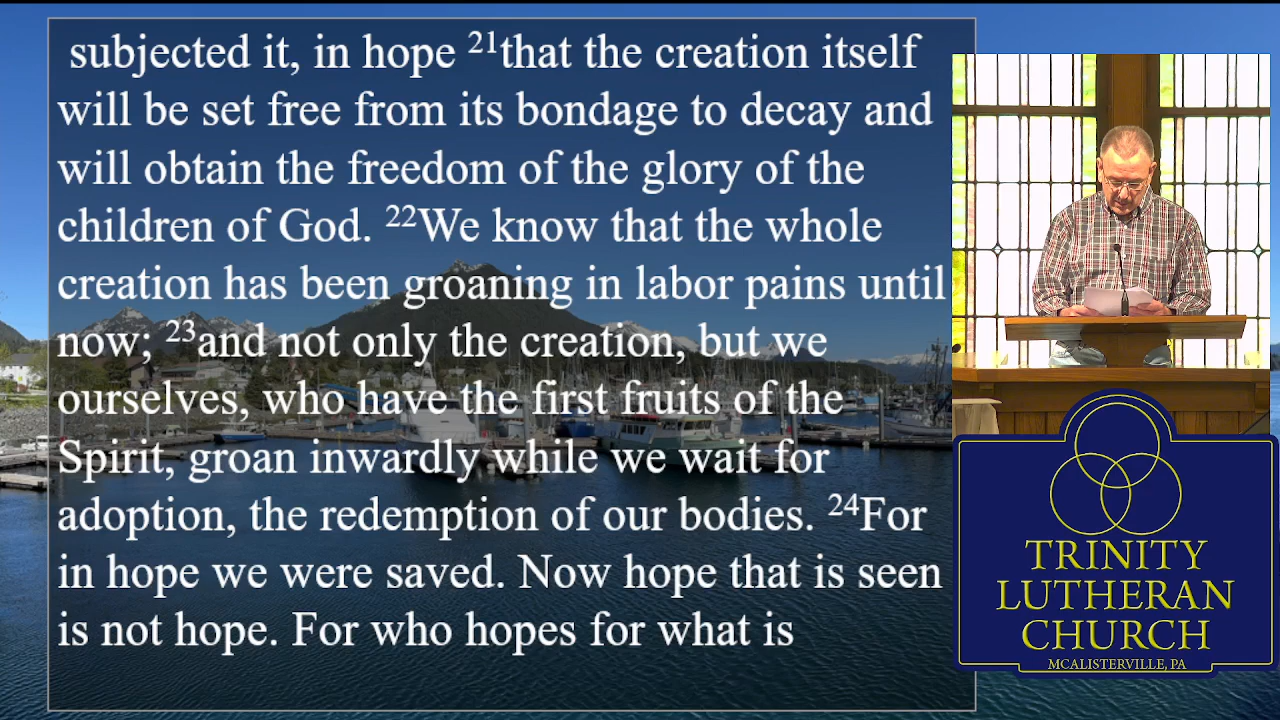 subjected it, in hope ²¹that the creation itself
will be set free from its bondage to decay and
will obtain the freedom of the glory of the
children of God. ²²We know that the whole
creation has been groaning in labor pains until
now; ²³and not only the creation, but we
ourselves, who have the first fruits of the
Spirit, groan inwardly while we wait for
adoption, the redemption of our bodies. ²⁴For
in hope we were saved. Now hope that is seen
is not hope. For who hopes for what is
TRINITY
LUTHERAN
CHURCH
MCALISTERVILLE, PA